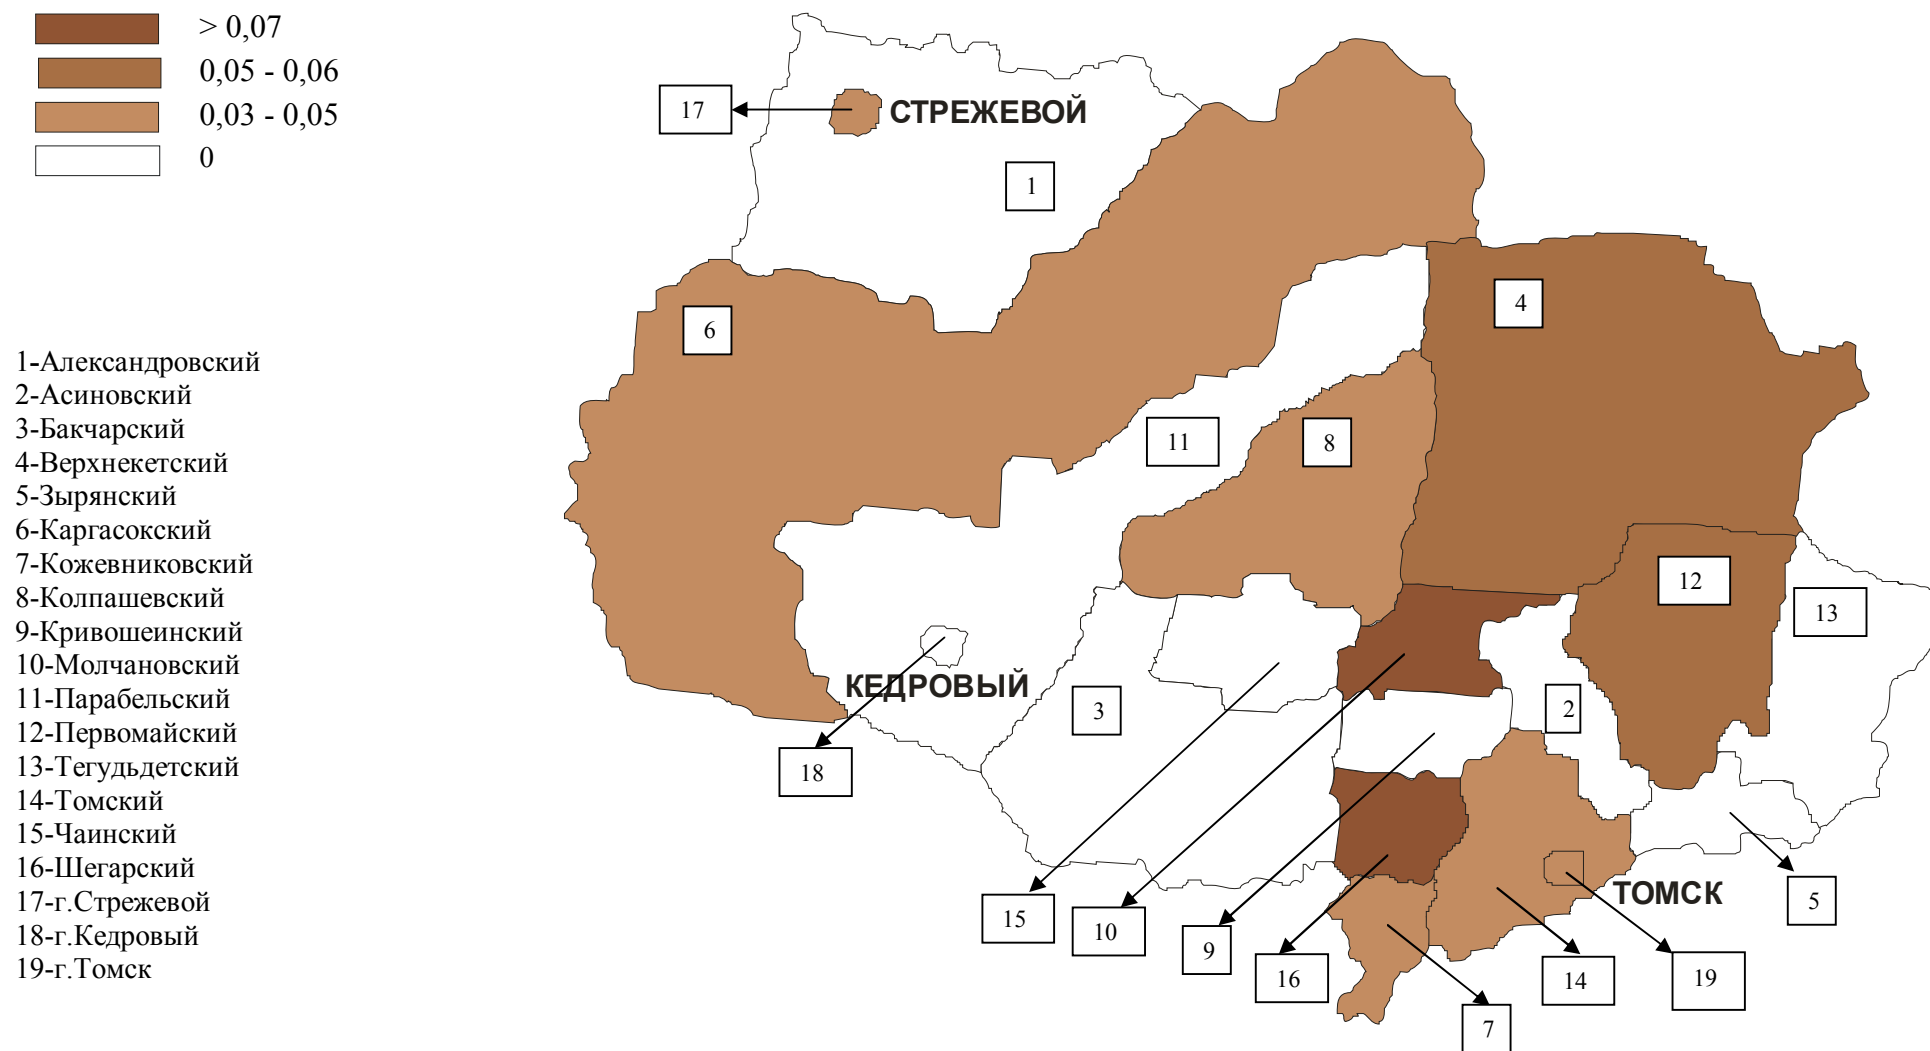 > 0,07
0,05 - 0,06
0,03 - 0,05
0
17
СТРЕЖЕВОЙ
1
6
4
11
8
12
13
КЕДРОВЫЙ
3
2
18
ТОМСК
15
10
9
16
14
19
5
7
1-Александровский
2-Асиновский
3-Бакчарский
4-Верхнекетский
5-Зырянский
6-Каргасокский
7-Кожевниковский
8-Колпашевский
9-Кривошеинский
10-Молчановский
11-Парабельский
12-Первомайский
13-Тегудьдетский
14-Томский
15-Чаинский
16-Шегарский
17-г.Стрежевой
18-г.Кедровый
19-г.Томск